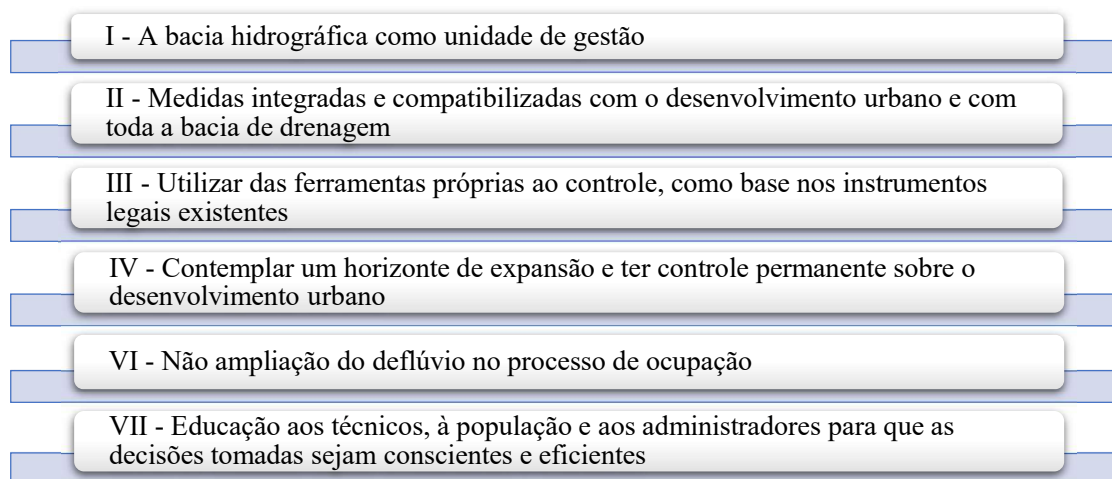 I - A bacia hidrográfica como unidade de gestão
II - Medidas integradas e compatibilizadas com o desenvolvimento urbano e com
toda a bacia de drenagem
III - Utilizar das ferramentas próprias ao controle, como base nos instrumentos
legais existentes
IV - Contemplar um horizonte de expansão e ter controle permanente sobre o
desenvolvimento urbano
VI - Não ampliação do deflúvio no processo de ocupação
VII - Educação aos técnicos, à população e aos administradores para que as
decisões tomadas sejam conscientes e eficientes